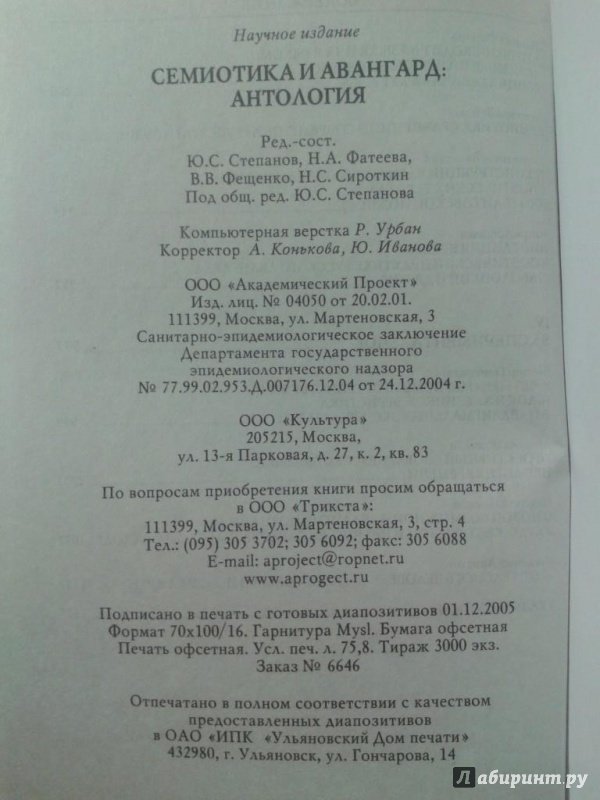 Научное издание
СЕМИОТИКА И АВАНГАРД:
АНТОЛОГИЯ
Ред.-сост.
Ю.С. Степанов, Н.А. Фатеева,
В.В. Фещенко, Н.С. Сироткин
Под общ. ред. Ю.С. Степанова
Компьютерная верстка Р. Урбан
Корректор А. Конькова, Ю. Иванова
ООО «Академический Проект»
Изд. лиц. № 04050 от 20.02.01.
111399, Москва, ул. Мартеновская, 3
Санитарно-эпидемиологическое заключение
Департамента государственного
эпидемиологического надзора
№ 77.99.02.953.Д.007176.12.04 от 24.12.2004 г.
ООО «Культура»
205215, Москва,
ул. 13-я Парковая, д. 27, к. 2, кв. 83
По вопросам приобретения книги просим обращаться
в ООО «Трикста»:
111399, Москва, ул. Мартеновская, 3, стр. 4
Тел.: (095) 305 3702; 305 6092; факс: 305 6088
E-mail: aproject@ropnet.ru
www.aprogect.ru
Подписано в печать с готовых диапозитивов 01.12.2005
Формат 70х100/16. Гарнитура Mysl. Бумага офсетная
Печать офсетная. Усл. печ. л. 75,8. Тираж 3000 экз.
Заказ № 6646
Отпечатано в полном соответствии с качеством
предоставленных диапозитивов
в ОАО «ИПК «Ульяновский Дом печати»
432980, г. Ульяновск, ул. Гончарова, 14
Лабиринт.ру